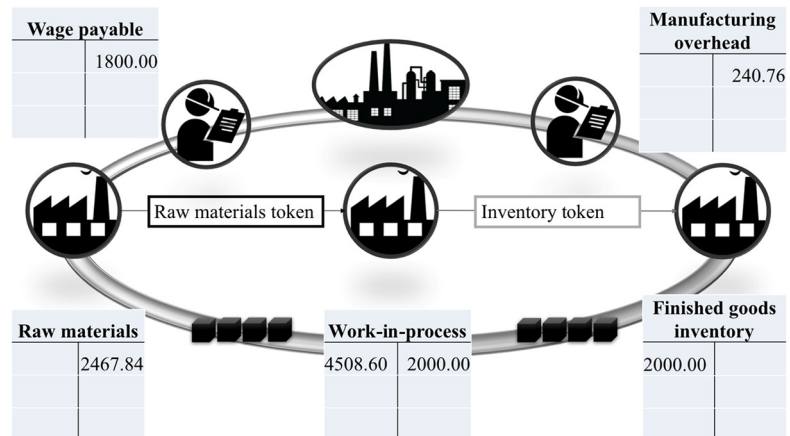 Wage payable
1800.00
Manufacturing
overhead
240.76
Raw materials token
Inventory token
Raw materials
2467.84
Work-in-process
4508.60 2000.00
Finished goods
inventory
2000.00